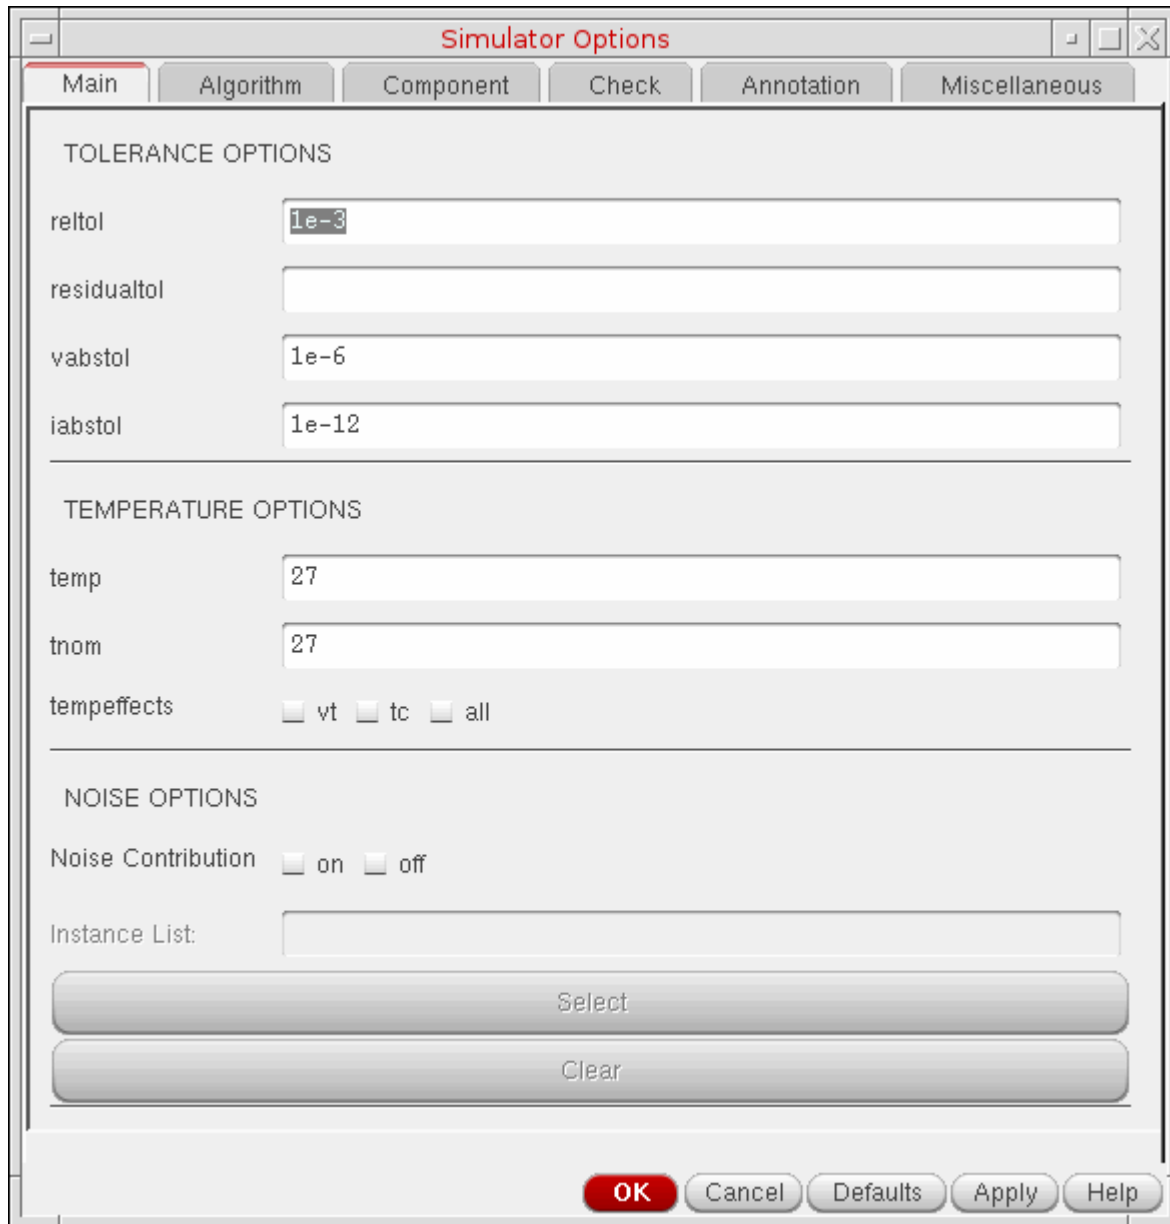 Simulator Options
Main Algorithm Component Check Annotation Miscellaneous
TOLERANCE OPTIONS
reltol 1e-3
residualtol
vabstol 1e-6
iabstol 1e-12
TEMPERATURE OPTIONS
temp 27
tnom 27
tempeffects vt tc all
NOISE OPTIONS
Noise Contribution on off
Instance List:
Select
Clear
OK Cancel Defaults Apply Help